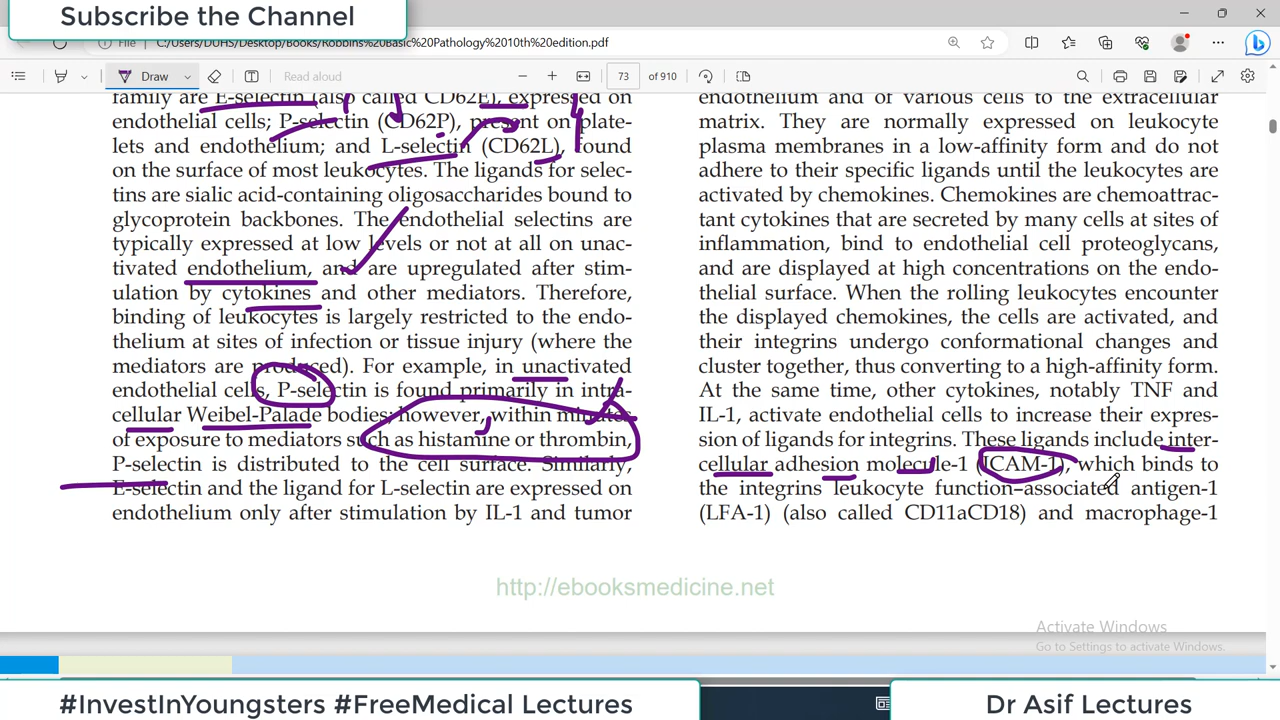 Subscribe the Channel
File
C:/Users/DUHS/Desktop/Books/Robbins%20Basic%20Pathology%2010th%20edition.pdf
Draw
Read aloud
73 of 910
family are E-selectin (also called CD62E), expressed on
endothelial cells; P-selectin (CD62P), present on plate-
lets and endothelium; and L-selectin (CD62L), found
on the surface of most leukocytes. The ligands for selec-
tins are sialic acid-containing oligosaccharides bound to
glycoprotein backbones. The endothelial selectins are
typically expressed at low levels or not at all on unac-
tivated endothelium, and are upregulated after stim-
ulation by cytokines and other mediators. Therefore,
binding of leukocytes is largely restricted to the endo-
thelium at sites of infection or tissue injury (where the
mediators are produced). For example, in unactivated
endothelial cells, P-selectin is found primarily in intra-
cellular Weibel-Palade bodies; however, within minutes
of exposure to mediators such as histamine or thrombin,
P-selectin is distributed to the cell surface. Similarly,
E-selectin and the ligand for L-selectin are expressed on
endothelium only after stimulation by IL-1 and tumor
endothelium and of various cells to the extracellular
matrix. They are normally expressed on leukocyte
plasma membranes in a low-affinity form and do not
adhere to their specific ligands until the leukocytes are
activated by chemokines. Chemokines are chemoattrac-
tant cytokines that are secreted by many cells at sites of
inflammation, bind to endothelial cell proteoglycans,
and are displayed at high concentrations on the endo-
thelial surface. When the rolling leukocytes encounter
the displayed chemokines, the cells are activated, and
their integrins undergo conformational changes and
cluster together, thus converting to a high-affinity form.
At the same time, other cytokines, notably TNF and
IL-1, activate endothelial cells to increase their expres-
sion of ligands for integrins. These ligands include inter-
cellular adhesion molecule-1 (ICAM-1), which binds to
the integrins leukocyte function–associated antigen-1
(LFA-1) (also called CD11aCD18) and macrophage-1
http://ebooksmedicine.net
Activate Windows
Go to Settings to activate Windows.
#InvestInYoungsters #FreeMedical Lectures
Dr Asif Lectures